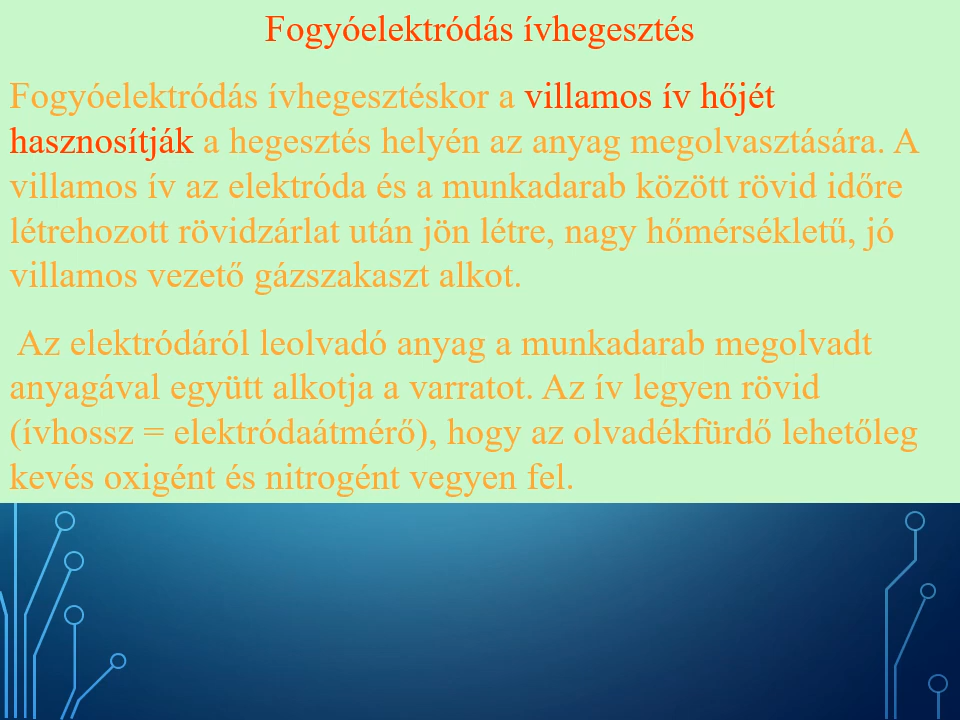 Fogyóelektródás ívhegesztés
Fogyóelektródás ívhegesztéskor a villamos ív hőjét
hasznosítják a hegesztés helyén az anyag megolvasztására. A
villamos ív az elektróda és a munkadarab között rövid időre
létrehozott rövidzárlat után jön létre, nagy hőmérsékletű, jó
villamos vezető gázszakaszt alkot.
Az elektródáról leolvadó anyag a munkadarab megolvadt
anyagával együtt alkotja a varratot. Az ív legyen rövid
(ívhossz = elektródaátmérő), hogy az olvadékfürdő lehetőleg
kevés oxigént és nitrogént vegyen fel.